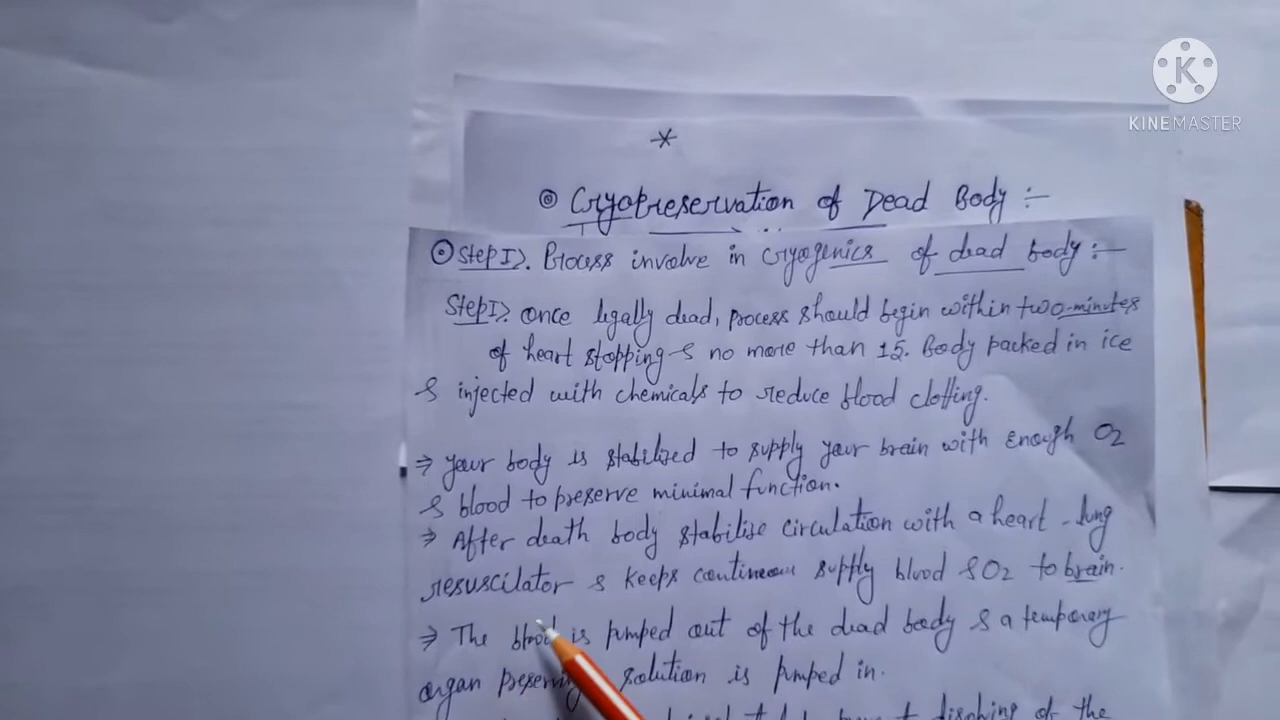 K
KINEMASTER
*
◎ Cryopreservation of Dead Body :-
⊙ Step I>. Process involve in cryogenics of dead body :-
Step I>. Once legally dead, process should begin within two-minutes
of heart stopping & no more than 15. Body packed in ice
& injected with chemicals to reduce blood clotting.
⇒ Your body is stabilized to supply your brain with enough O2
& blood to preserve minimal function.
⇒ After death body stabilise circulation with a heart-lung
resuscilator & keeps continuous supply blood & O2 to brain.
⇒ The blood is pumped out of the dead body & a temporary
organ preserving solution is pumped in.
of the